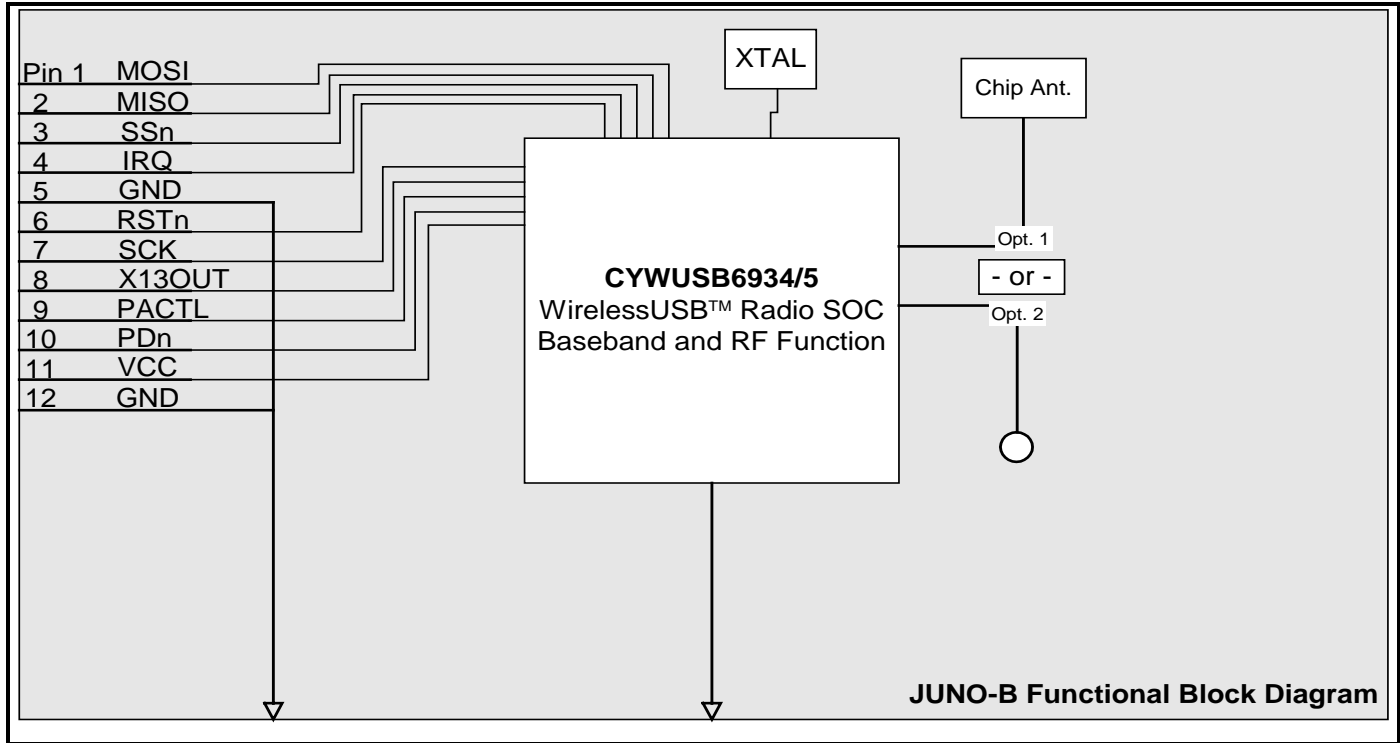 Pin 1 MOSI
2 MISO
3 SSn
4 IRQ
5 GND
6 RSTn
7 SCK
8 X13OUT
9 PACTL
10 PDn
11 VCC
12 GND
XTAL
Chip Ant.
CYWUSB6934/5
WirelessUSB™ Radio SOC
Baseband and RF Function
Opt. 1
- or -
Opt. 2
JUNO-B Functional Block Diagram